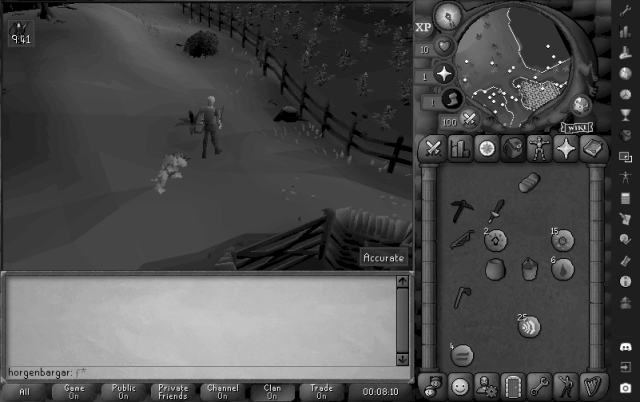 9:41
XP
10
1
1
100
WIKI
2
15
6
25
Accurate
horgenbargar: f*
All
Game
On
Public
On
Private
Friends
Channel
On
Clan
On
Trade
On
00:08:10